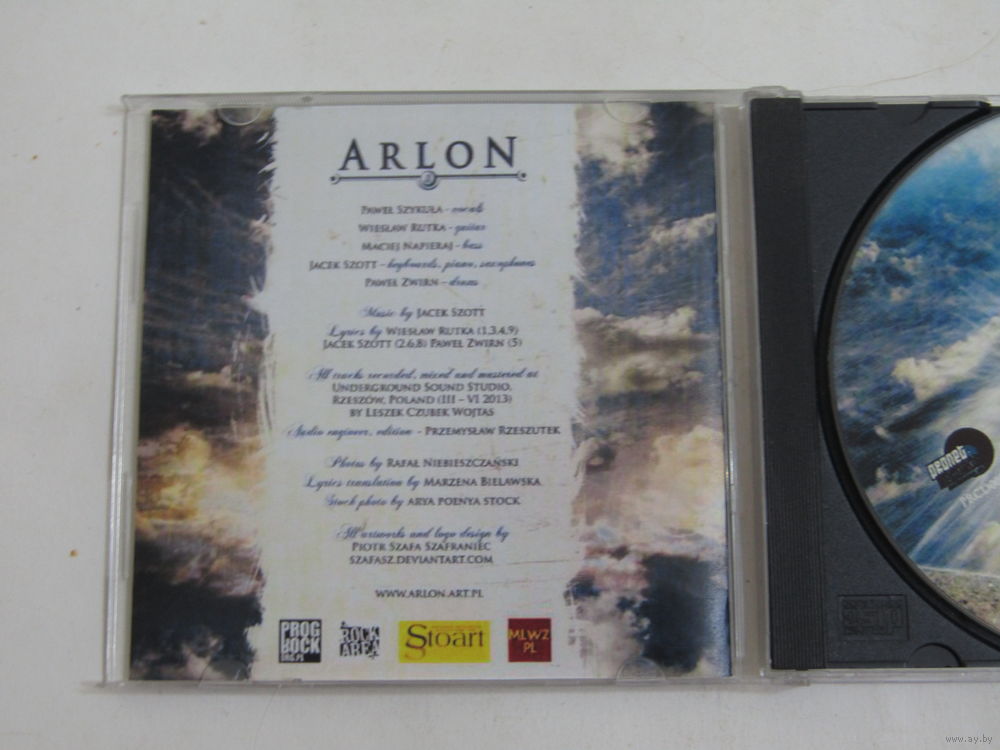 ARLON
PAWEŁ SZYKUŁA - vocals
WIESŁAW RUTKA - guitar
MACIEJ NAPIERAJ - bass
JACEK SZOTT - keyboards, piano, saxophones
PAWEŁ ZWIRN - drums
Music by JACEK SZOTT
Lyrics by WIESŁAW RUTKA (1,3,4,9)
JACEK SZOTT (2,6,8) PAWEŁ ZWIRN (5)
All tracks recorded, mixed and mastered at
UNDERGROUND SOUND STUDIO,
RZESZÓW, POLAND (III – VI 2013)
BY LESZEK CZUBEK WOJTAS
Audio engineer, edition - PRZEMYSŁAW RZESZUTEK
Photos by RAFAŁ NIEBIESZCZAŃSKI
Lyrics translation by MARZENA BIELAWSKA
Stock photo by ARYA POENYA STOCK
All artworks and logo design by
PIOTR SZAFA SZAFRANIEC
SZAFASZ.DEVIANTART.COM
WWW.ARLON.ART.PL
PROG
ROCK
ORG.PL
ROCK
AREA
Stoart
MLWZ
PL
www.ay.by